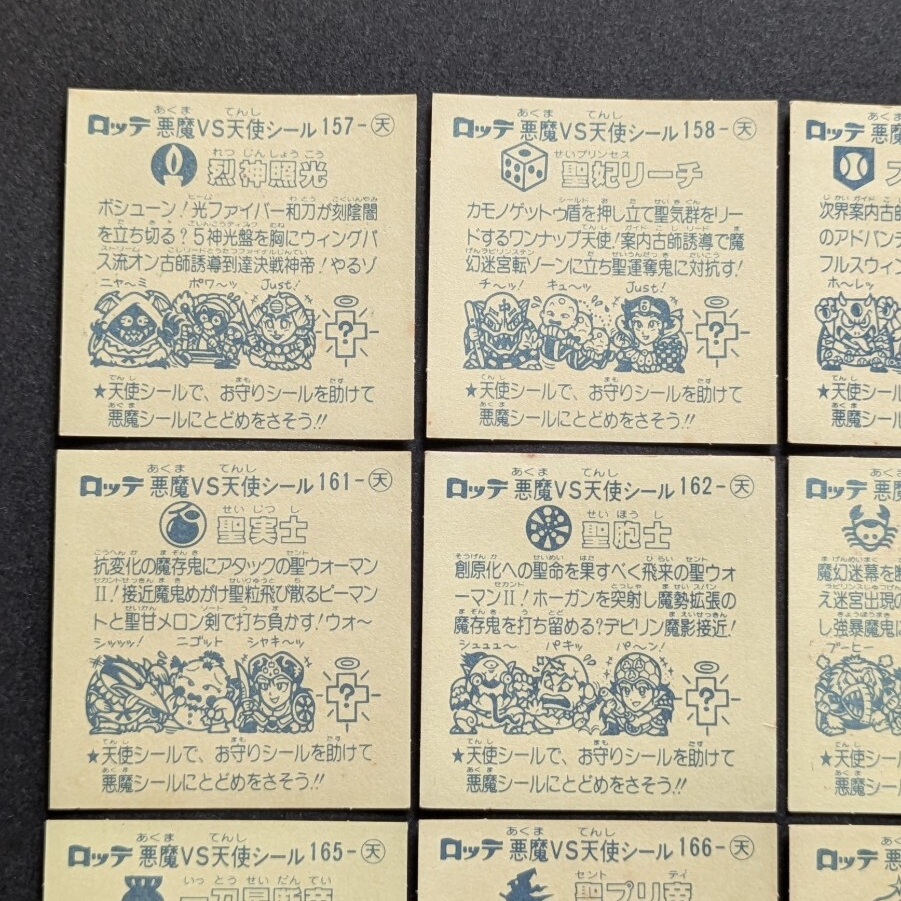 ロッテ 悪魔VS天使シール 157-天
烈神照光
ボシューン!光ファイバー和刀が刻陰闇
を立ち切る?5神光盤を胸にウィングバ
ス流オン古師誘導到達決戦神帝!やるゾ
ニャ〜ミ ポワ〜ッ Just!
?
★天使シールで、お守りシールを助けて
悪魔シールにとどめをさそう!!
ロッテ 悪魔VS天使シール 158-天
聖妃リーチ
カモノゲットゥ盾を押し立て聖気群をリー
ドするワンナップ天使!案内古師誘導で魔
幻迷宮転ゾーンに立ち聖運奪鬼に対抗す!
チ〜ッ! キュ〜ッ Just!
?
★天使シールで、お守りシールを助けて
悪魔シールにとどめをさそう!!
ロッテ 悪魔
次界案内古師
のアドバンテ
フルスウィン
ホ〜レッ
★天使シール
悪魔シール
ロッテ 悪魔VS天使シール 161-天
聖実士
抗変化の魔存鬼にアタックの聖ウォーマン
II!接近魔鬼めがけ聖粒飛び散るピーマン
トと聖甘メロン剣で打ち負かす!ウオ〜
シッッッ! ニゴット シャキ〜ッ
?
★天使シールで、お守りシールを助けて
悪魔シールにとどめをさそう!!
ロッテ 悪魔VS天使シール 162-天
聖胞士
創原化への聖命を果すべく飛来の聖ウォ
ーマンII!ホーガンを突射し魔勢拡張の
魔存鬼を打ち留める?デビリン魔影接近!
シュュュ〜 パキッ パ〜ン!
?
★天使シールで、お守りシールを助けて
悪魔シールにとどめをさそう!!
ロッテ 悪魔
魔幻迷幕を断
え迷宮出現の
し強暴魔鬼に
ブーヒー
★天使シール
悪魔シール
ロッテ 悪魔VS天使シール 165-天
ロッテ 悪魔VS天使シール 166-天
聖プリ帝
ロッテ 悪魔